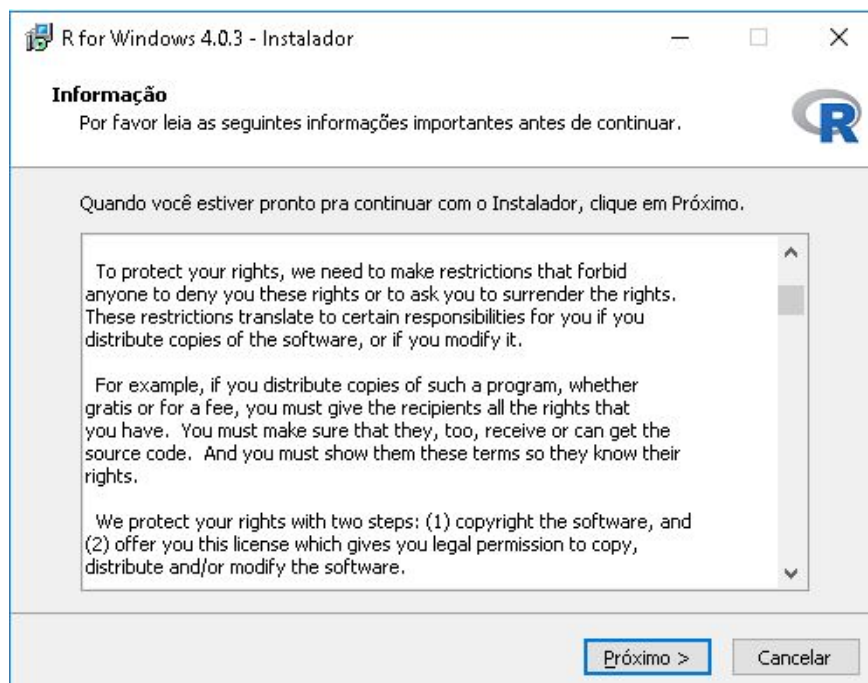 R for Windows 4.0.3 - Instalador
Informação
Por favor leia as seguintes informações importantes antes de continuar.
R
Quando você estiver pronto pra continuar com o Instalador, clique em Próximo.
To protect your rights, we need to make restrictions that forbid
anyone to deny you these rights or to ask you to surrender the rights.
These restrictions translate to certain responsibilities for you if you
distribute copies of the software, or if you modify it.
For example, if you distribute copies of such a program, whether
gratis or for a fee, you must give the recipients all the rights that
you have.  You must make sure that they, too, receive or can get the
source code.  And you must show them these terms so they know their
rights.
We protect your rights with two steps: (1) copyright the software, and
(2) offer you this license which gives you legal permission to copy,
distribute and/or modify the software.
Próximo >
Cancelar